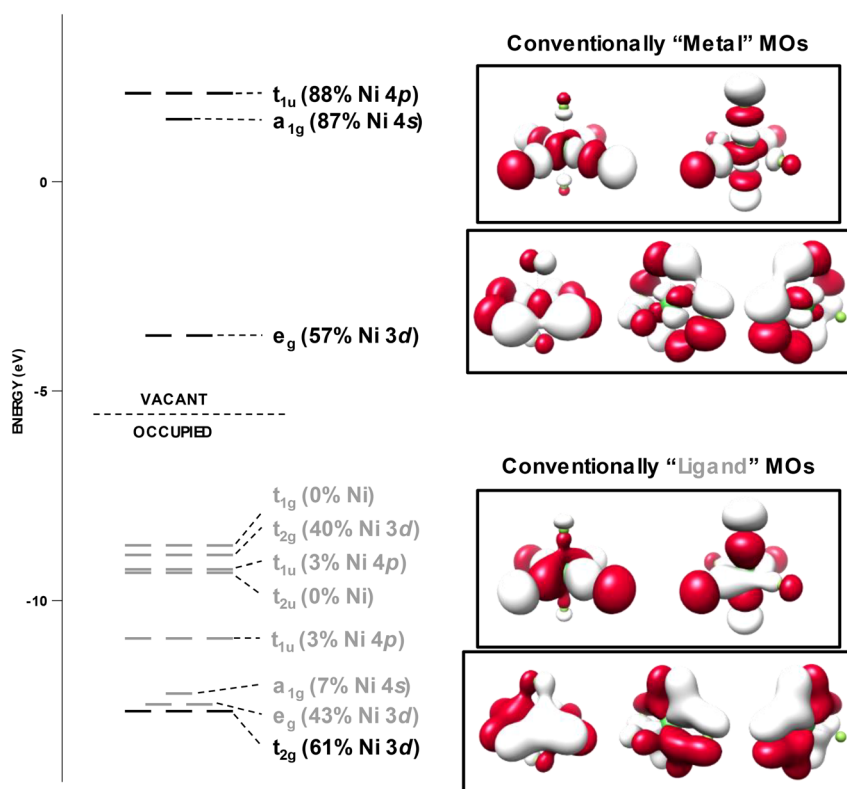 Conventionally “Metal” MOs
t1u (88% Ni 4p)
a1g (87% Ni 4s)
0
eg (57% Ni 3d)
-5
ENERGY (eV)
VACANT
OCCUPIED
Conventionally “Ligand” MOs
t1g (0% Ni)
t2g (40% Ni 3d)
t1u (3% Ni 4p)
t2u (0% Ni)
-10
t1u (3% Ni 4p)
a1g (7% Ni 4s)
eg (43% Ni 3d)
t2g (61% Ni 3d)